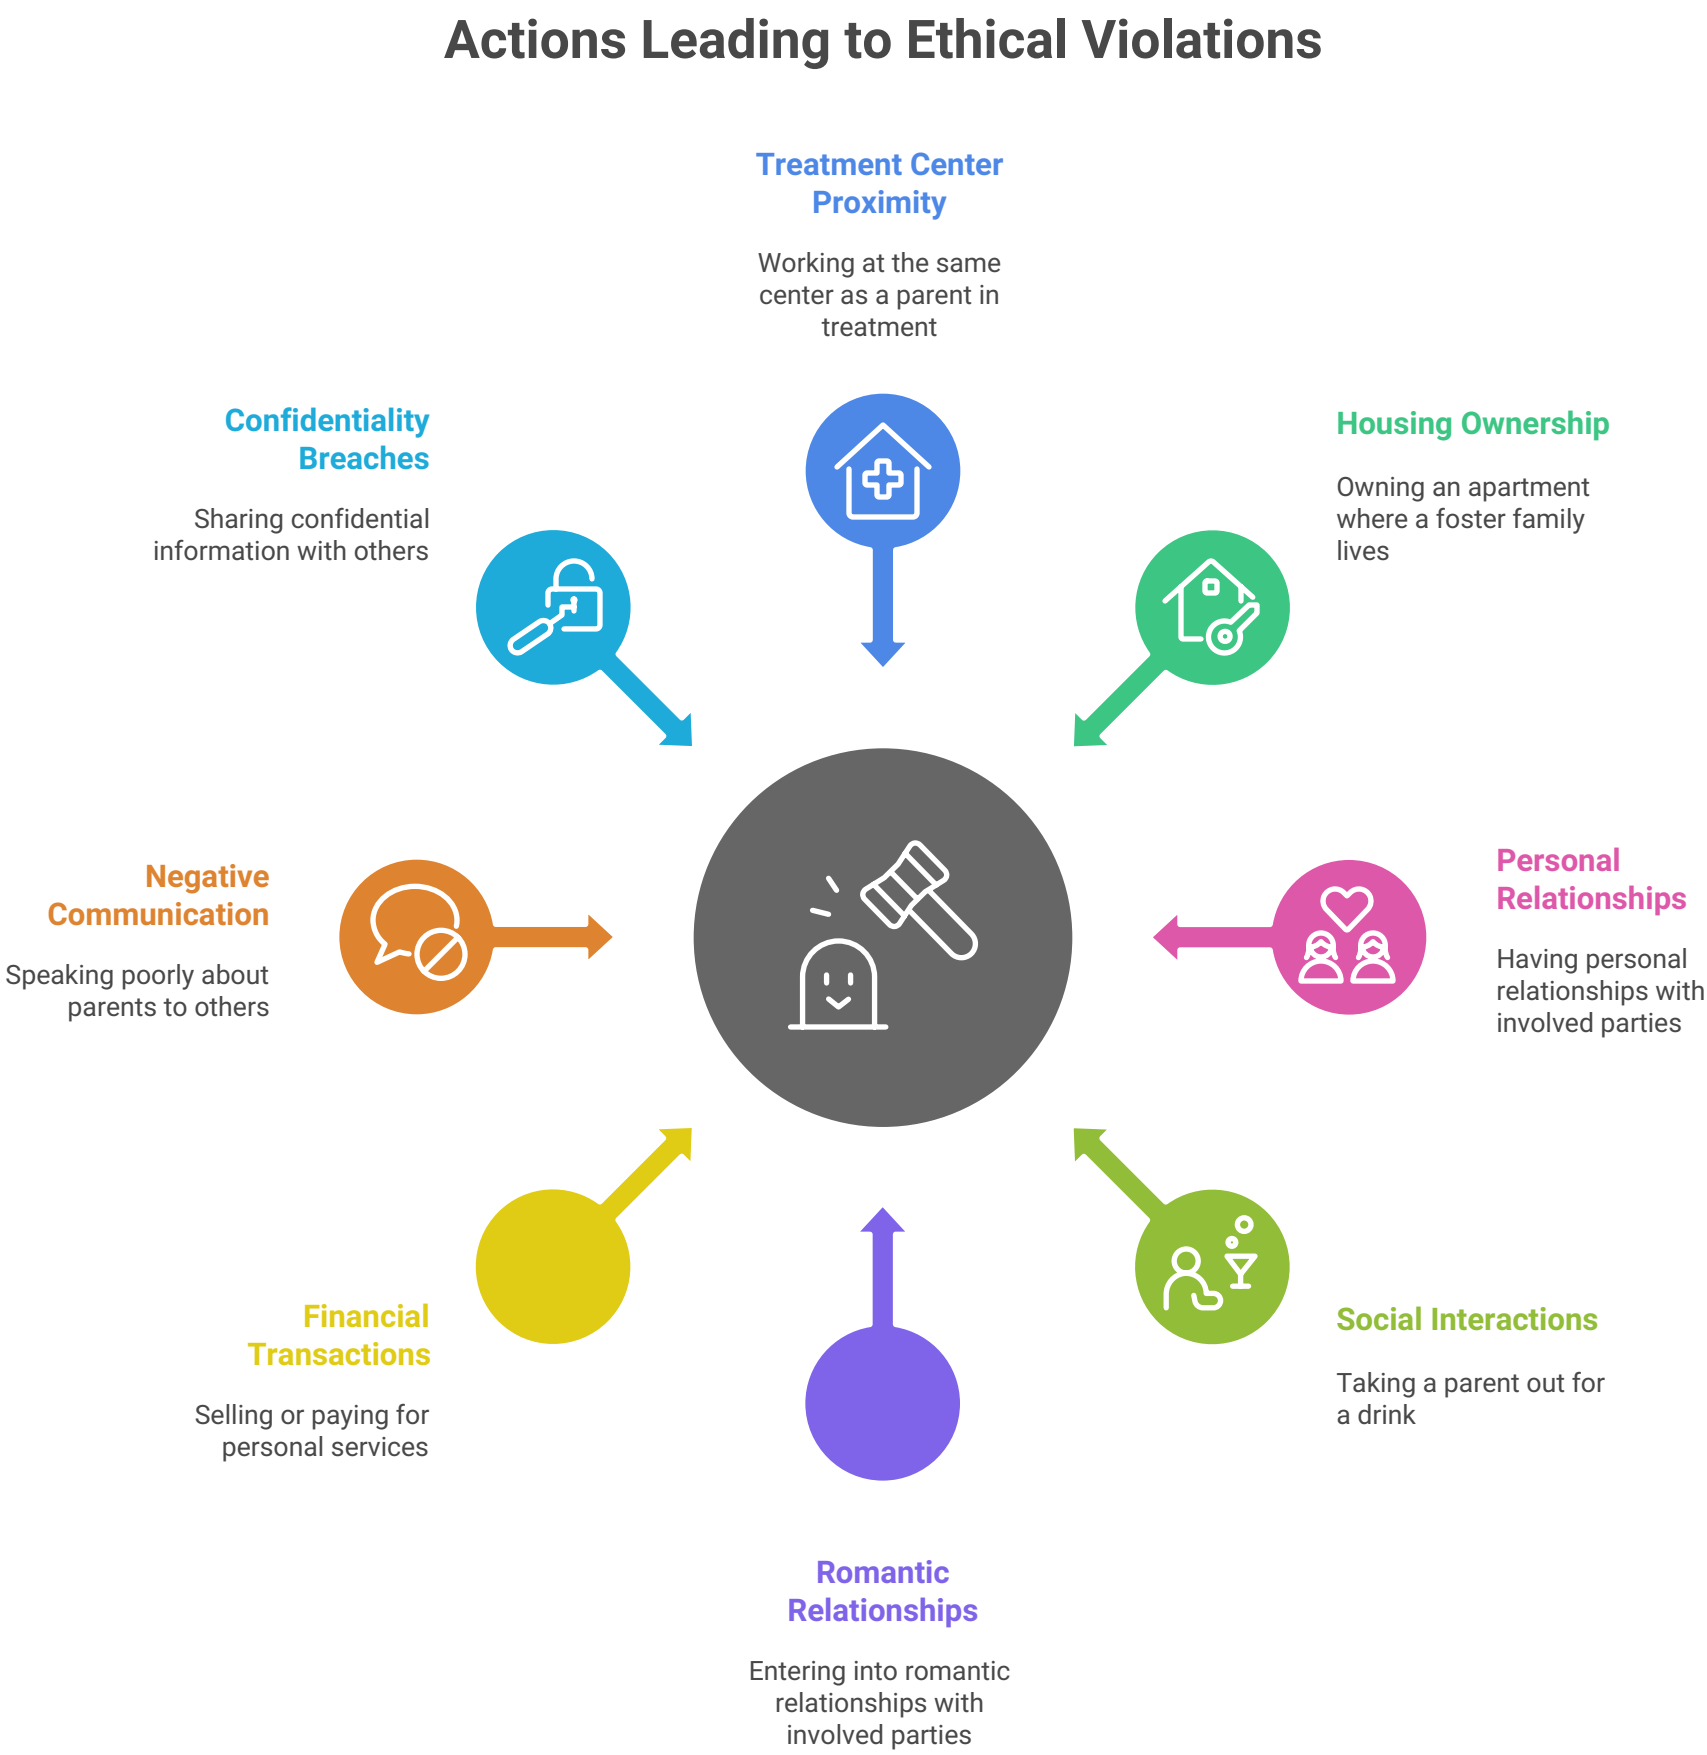 Actions Leading to Ethical Violations
Treatment Center
Proximity
Working at the same
center as a parent in
treatment
Housing Ownership
Owning an apartment
where a foster family
lives
Personal
Relationships
Having personal
relationships with
involved parties
Social Interactions
Taking a parent out for
a drink
Romantic
Relationships
Entering into romantic
relationships with
involved parties
Financial
Transactions
Selling or paying for
personal services
Negative
Communication
Speaking poorly about
parents to others
Confidentiality
Breaches
Sharing confidential
information with others